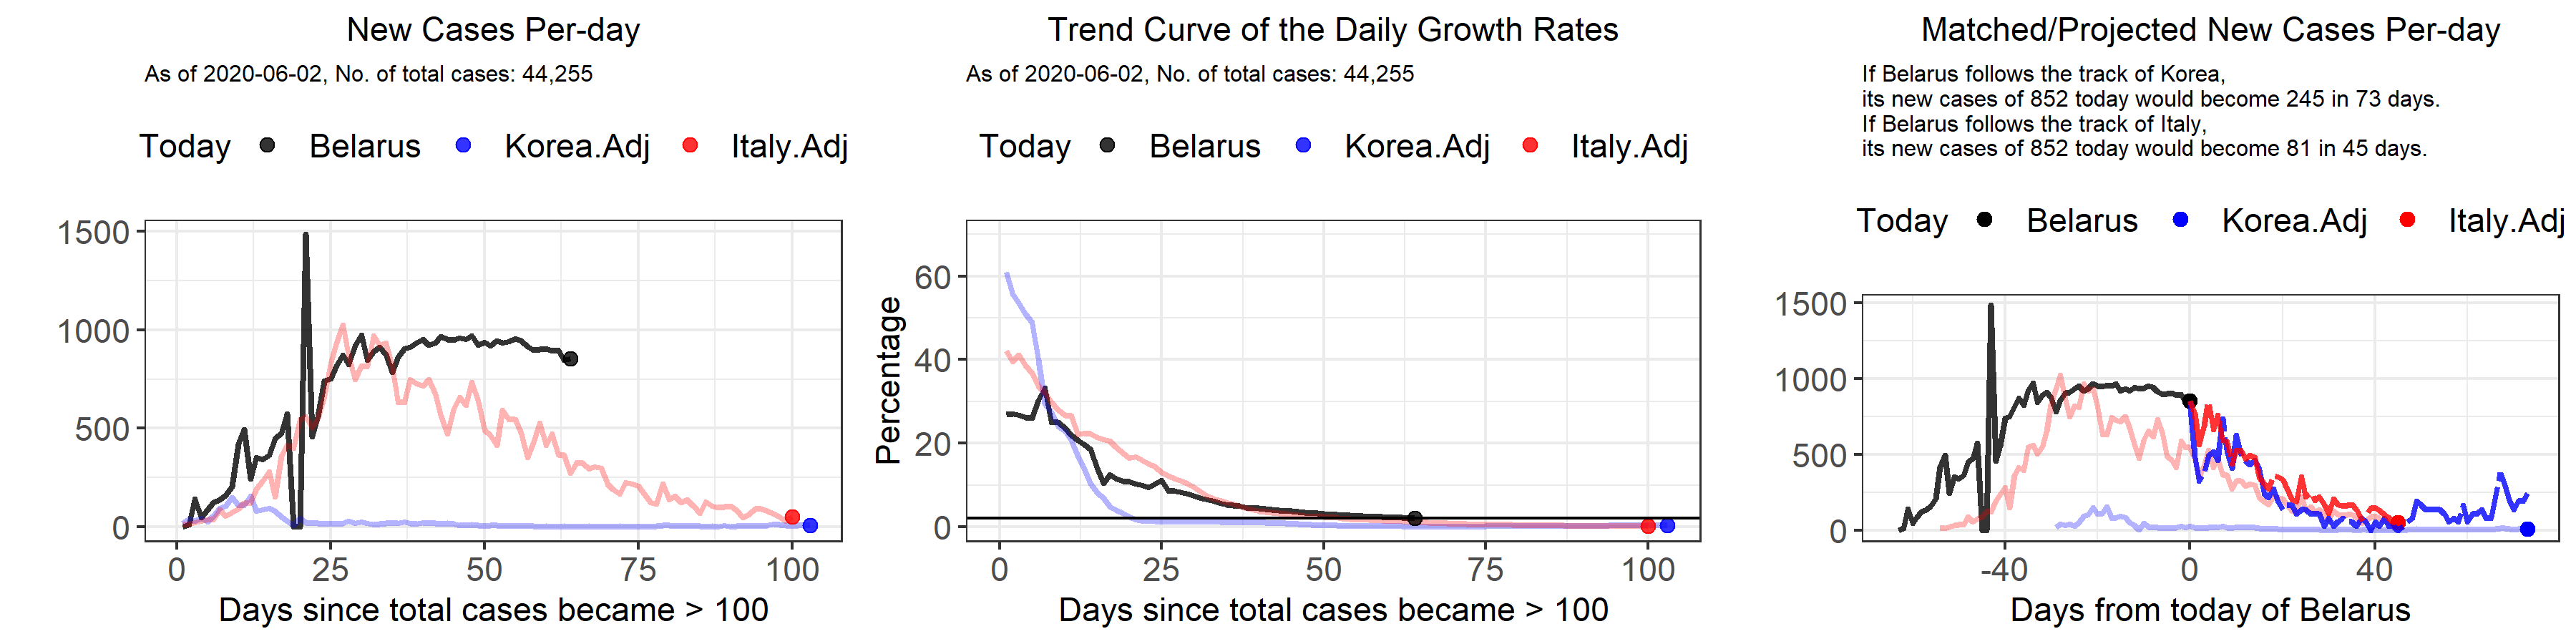 New Cases Per-day
As of 2020-06-02, No. of total cases: 44,255
Today Belarus Korea.Adj Italy.Adj
1500
1000
500
0
0 25 50 75 100
Days since total cases became > 100
Trend Curve of the Daily Growth Rates
As of 2020-06-02, No. of total cases: 44,255
Today Belarus Korea.Adj Italy.Adj
Percentage
60
40
20
0
0 25 50 75 100
Days since total cases became > 100
Matched/Projected New Cases Per-day
If Belarus follows the track of Korea,
its new cases of 852 today would become 245 in 73 days.
If Belarus follows the track of Italy,
its new cases of 852 today would become 81 in 45 days.
Today Belarus Korea.Adj Italy.Adj
1500
1000
500
0
-40 0 40
Days from today of Belarus